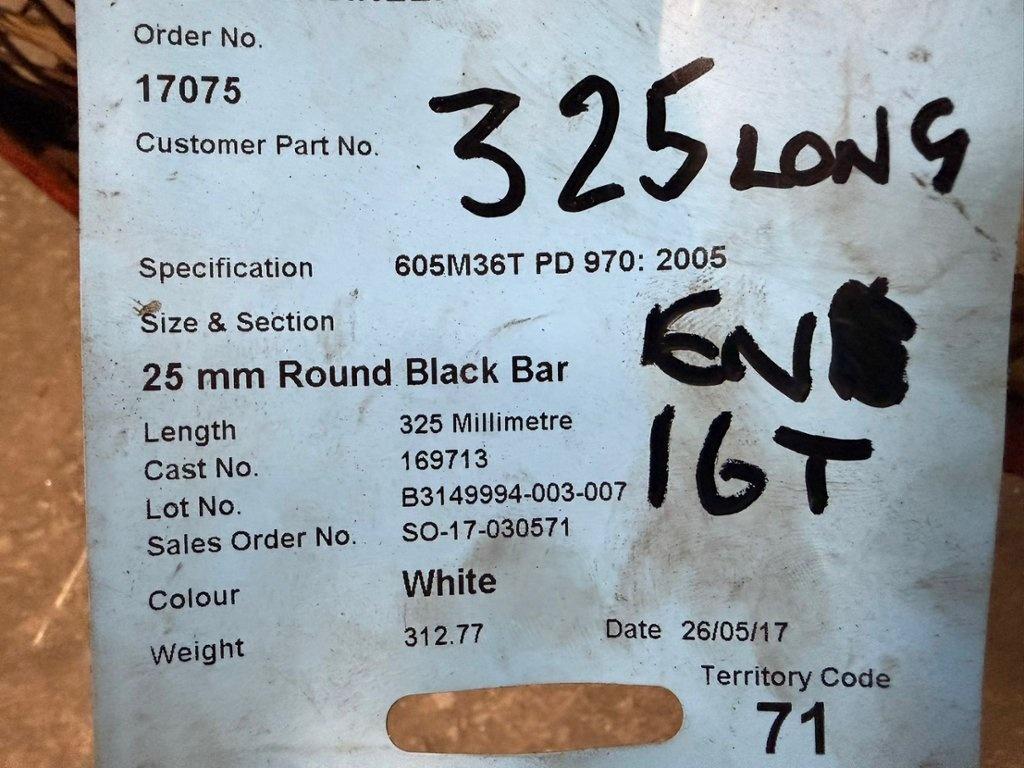 Order No.
17075
Customer Part No.
325 LONG
Specification 605M36T PD 970: 2005
Size & Section
25 mm Round Black Bar
EN
16T
Length 325 Millimetre
Cast No. 169713
Lot No. B3149994-003-007
Sales Order No. SO-17-030571
Colour White
Weight 312.77 Date 26/05/17
Territory Code
71